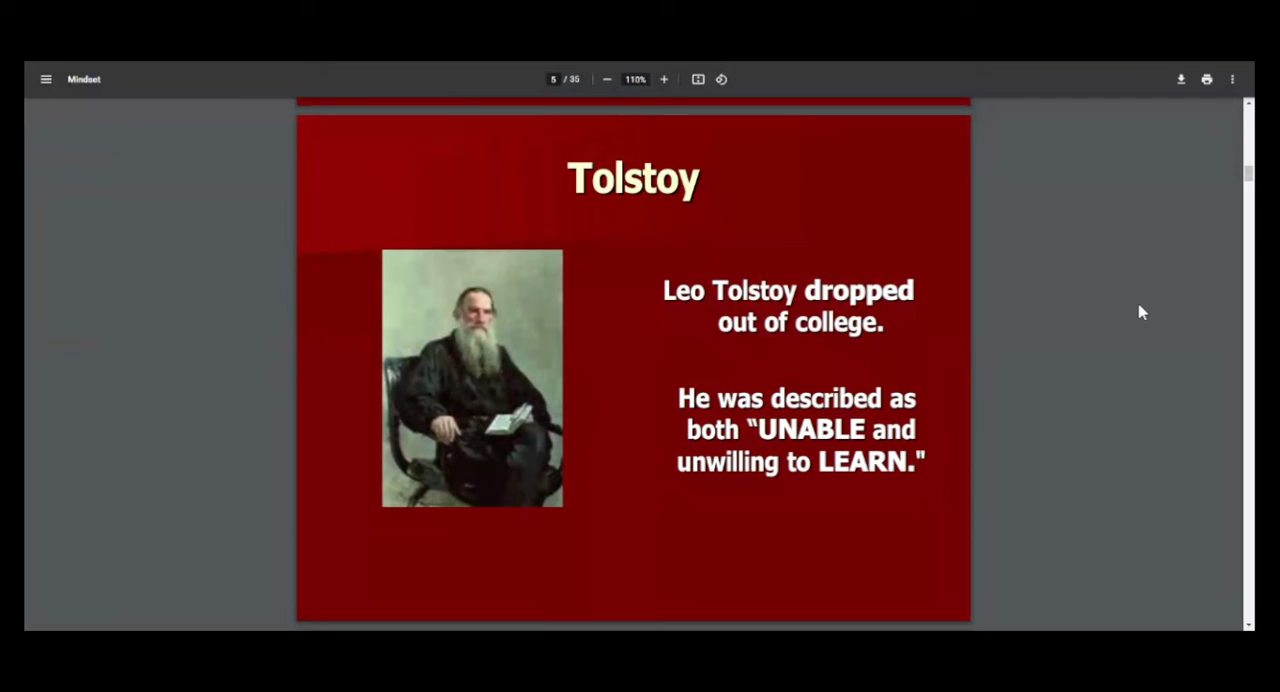 Mindset
5 / 35
110%
Tolstoy
Leo Tolstoy dropped
out of college.
He was described as
both “UNABLE and
unwilling to LEARN."